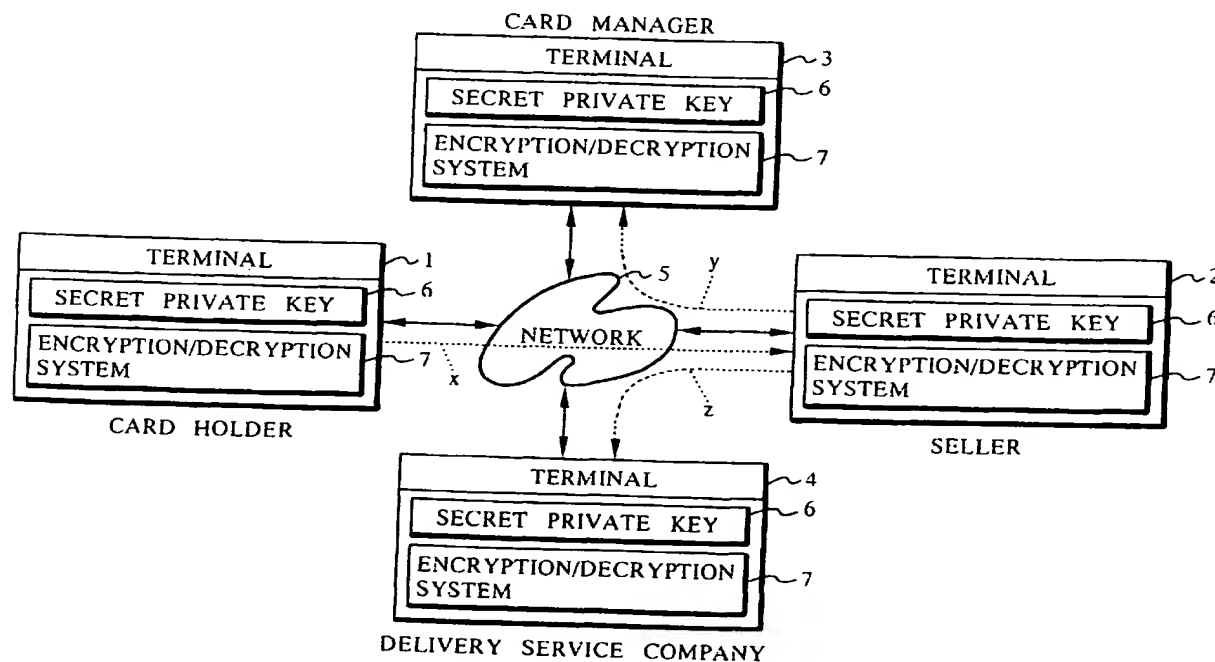 CARD MANAGER
TERMINAL
3
SECRET PRIVATE KEY
6
ENCRYPTION/DECRYPTION
SYSTEM
7
TERMINAL
1
SECRET PRIVATE KEY
6
ENCRYPTION/DECRYPTION
SYSTEM
7
CARD HOLDER
x
5
NETWORK
y
z
TERMINAL
2
SECRET PRIVATE KEY
6
ENCRYPTION/DECRYPTION
SYSTEM
7
SELLER
TERMINAL
4
SECRET PRIVATE KEY
6
ENCRYPTION/DECRYPTION
SYSTEM
7
DELIVERY SERVICE COMPANY